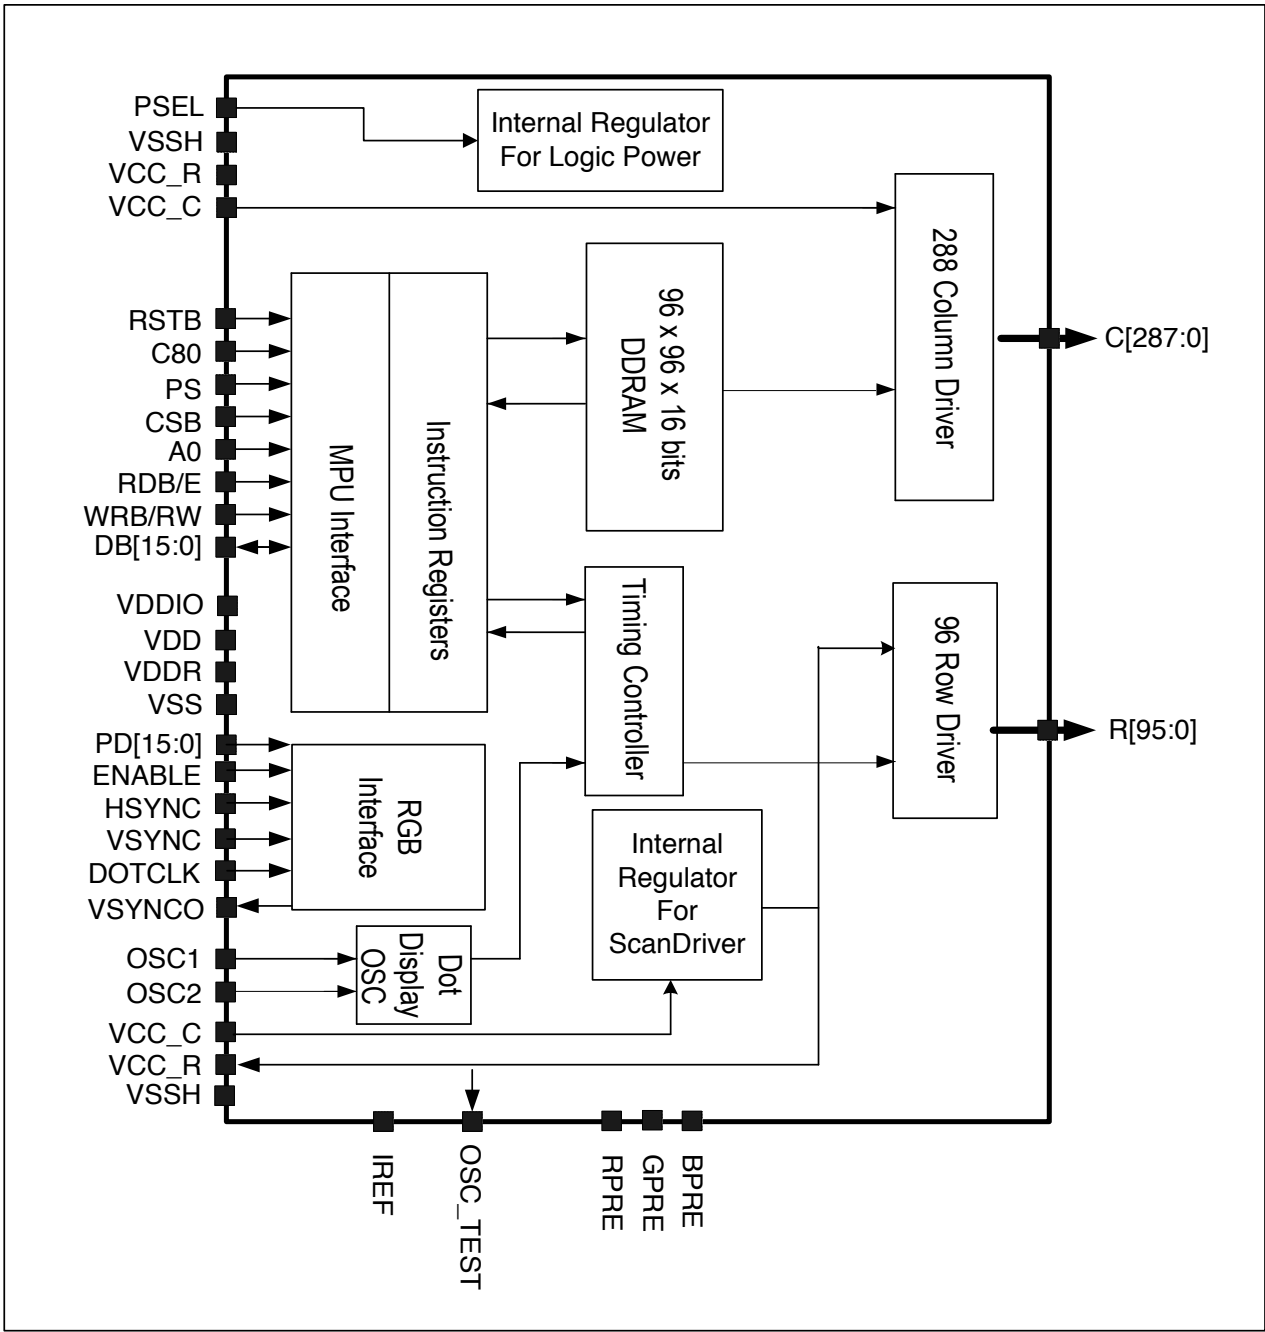 PSEL
VSSH
VCC_R
VCC_C
Internal Regulator
For Logic Power
RSTB
C80
PS
CSB
A0
RDB/E
WRB/RW
DB[15:0]
MPU Interface
Instruction Registers
96 x 96 x 16 bits
DDRAM
288 Column Driver
C[287:0]
VDDIO
VDD
VDDR
VSS
Timing Controller
96 Row Driver
R[95:0]
PD[15:0]
ENABLE
HSYNC
VSYNC
DOTCLK
VSYNCO
RGB
Interface
Internal
Regulator
For
ScanDriver
OSC1
OSC2
Dot
Display
OSC
VCC_C
VCC_R
VSSH
IREF
OSC_TEST
RPRE
GPRE
BPRE